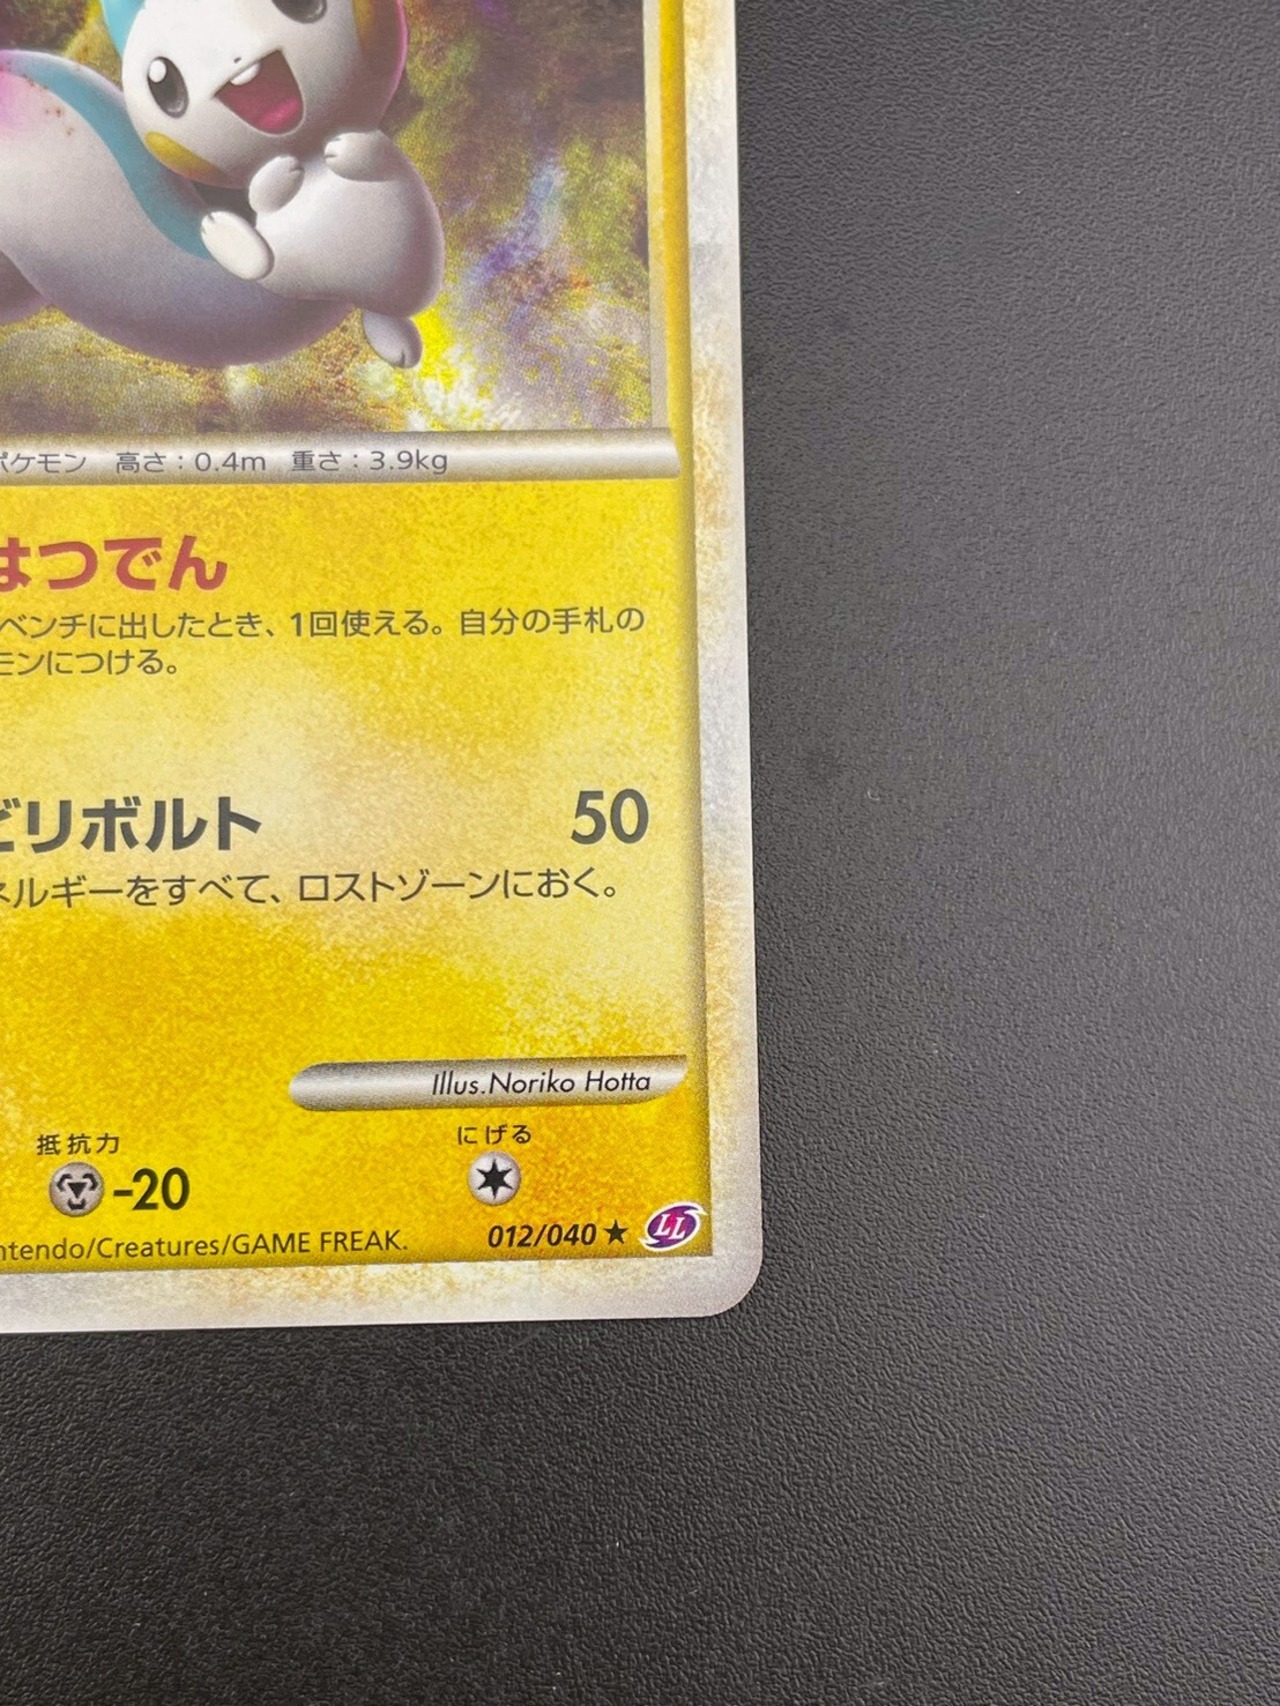 ポケモン 高さ：0.4m 重さ：3.9kg
はつでん
ベンチに出したとき、1回使える。自分の手札の
モンにつける。
ビリボルト 50
ネルギーをすべて、ロストゾーンにおく。
Illus.Noriko Hotta
抵抗力 にげる
-20
012/040 ★ LL
ntendo/Creatures/GAME FREAK.